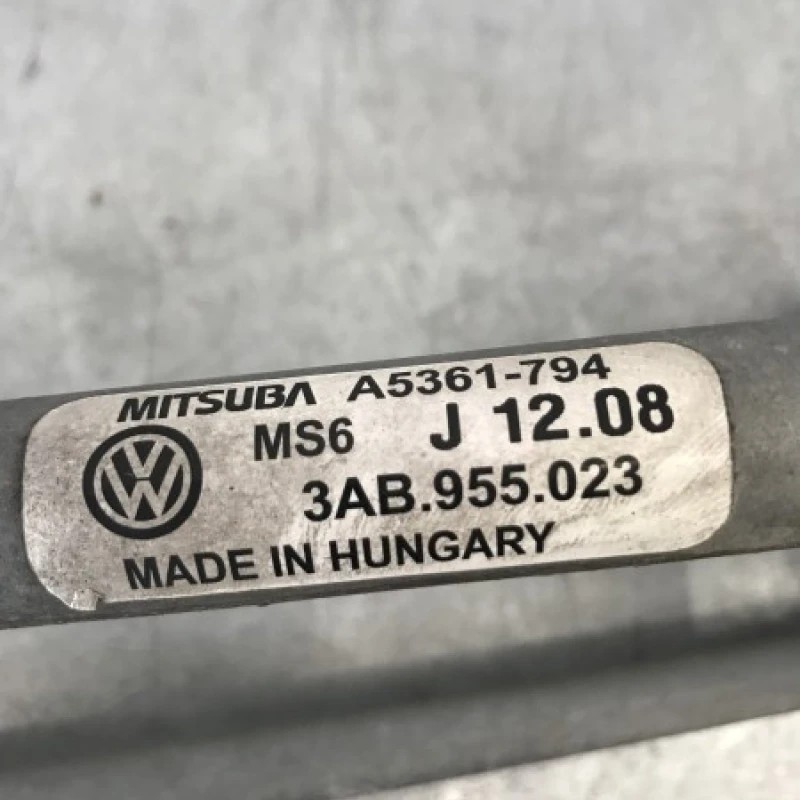 MITSUBA A5361-794
MS6 J 12.08
3AB.955.023
MADE IN HUNGARY